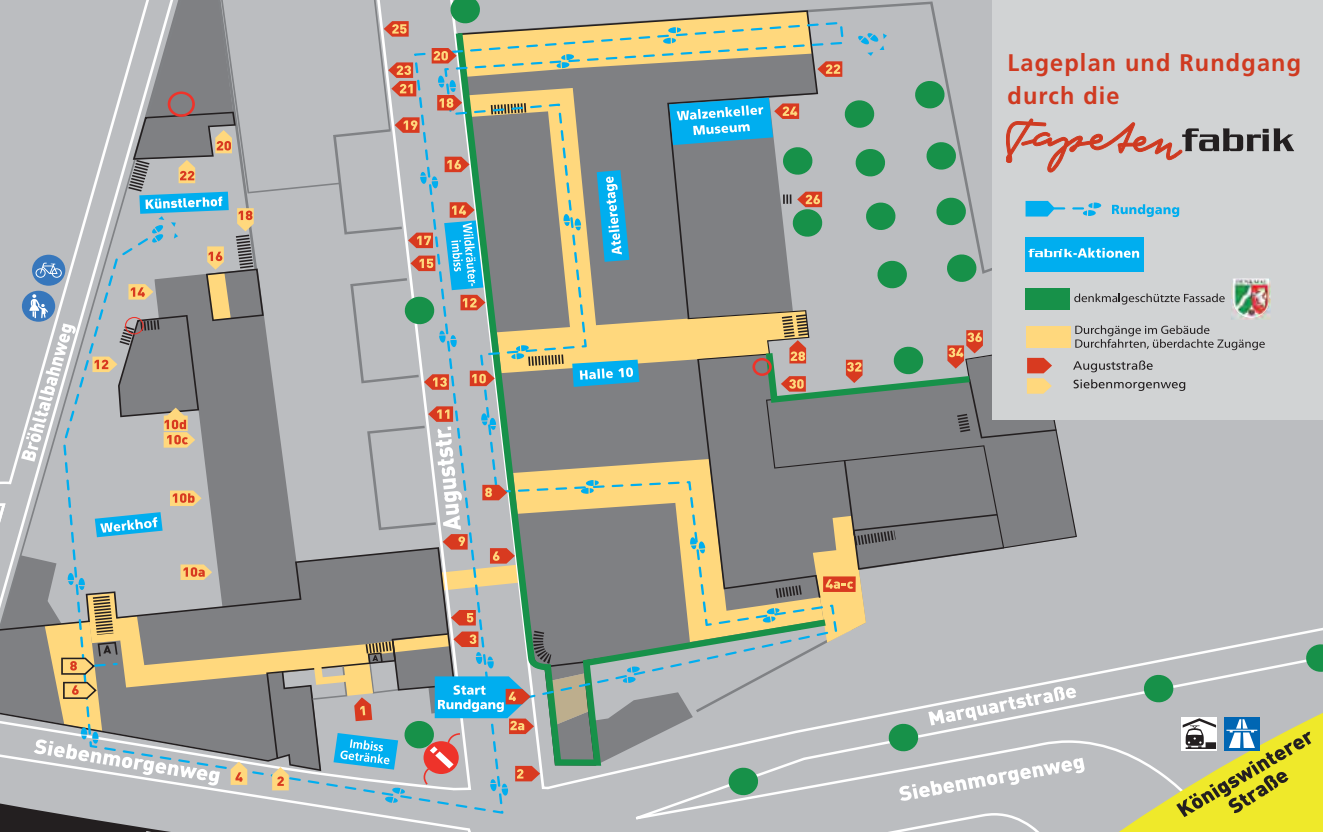 Lageplan und Rundgang
durch die
Tapetenfabrik
Rundgang
fabrik-Aktionen
denkmalgeschützte Fassade
Durchgänge im Gebäude
Durchfahrten, überdachte Zugänge
Auguststraße
Siebenmorgenweg
25
20
23
22
21
18
24
Walzenkeller
Museum
19
20
16
22
Künstlerhof
26
Atelieretage
14
18
Wildkräuter-
imbiss
17
16
15
14
12
Bröhltalbahnweg
12
28
32
34
36
30
Halle 10
10
13
11
10d
10c
Auguststr.
8
10b
Werkhof
9
6
10a
4a-c
5
3
A
A
8
6
Start
Rundgang
4
1
2a
Imbiss
Getränke
2
Siebenmorgenweg
4
2
Marquartstraße
Siebenmorgenweg
Königswinterer
Straße